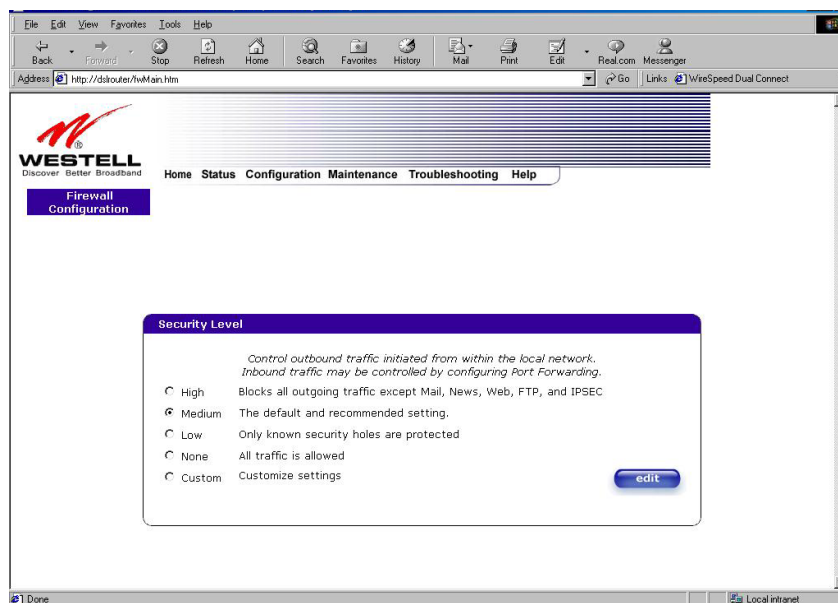 File Edit View Favorites Tools Help
Back Forward Stop Refresh Home Search Favorites History Mail Print Edit Real.com Messenger
Address http://dslrouter/fwMain.htm Go Links WireSpeed Dual Connect
WESTELL
Discover Better Broadband
Home Status Configuration Maintenance Troubleshooting Help
Firewall
Configuration
Security Level
Control outbound traffic initiated from within the local network.
Inbound traffic may be controlled by configuring Port Forwarding.
High Blocks all outgoing traffic except Mail, News, Web, FTP, and IPSEC
Medium The default and recommended setting.
Low Only known security holes are protected
None All traffic is allowed
Custom Customize settings
edit
Done Local intranet